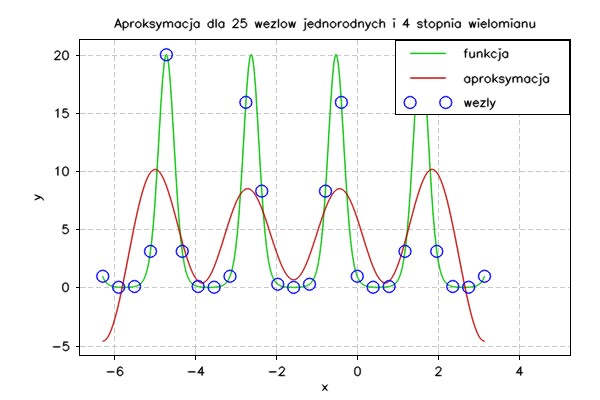 Aproksymacja dla 25 wezlow jednorodnych i 4 stopnia wielomianu
funkcja
aproksymacja
wezly
20
15
10
5
0
−5
y
−6 −4 −2 0 2 4
x